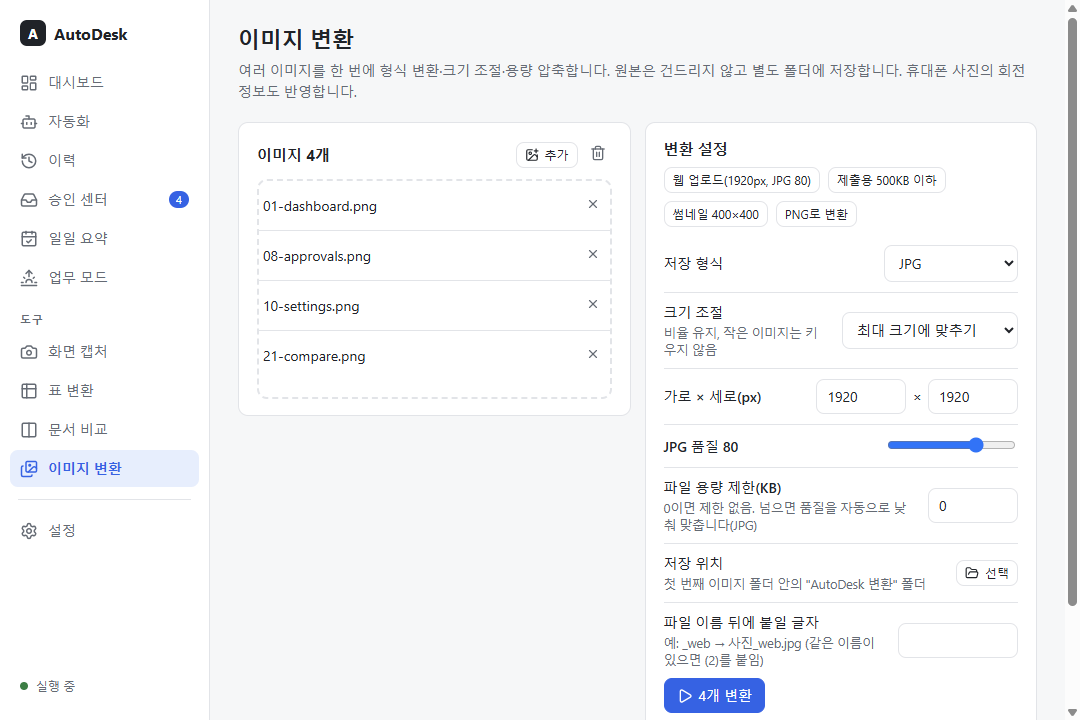 A AutoDesk
대시보드
자동화
이력
승인 센터 4
일일 요약
업무 모드
도구
화면 캡처
표 변환
문서 비교
이미지 변환
설정
실행 중
이미지 변환
여러 이미지를 한 번에 형식 변환·크기 조절·용량 압축합니다. 원본은 건드리지 않고 별도 폴더에 저장합니다. 휴대폰 사진의 회전
정보도 반영합니다.
이미지 4개
추가
01-dashboard.png
08-approvals.png
10-settings.png
21-compare.png
변환 설정
웹 업로드(1920px, JPG 80) 제출용 500KB 이하
썸네일 400×400 PNG로 변환
저장 형식 JPG
크기 조절
비율 유지, 작은 이미지는 키
우지 않음
최대 크기에 맞추기
가로 × 세로(px) 1920 × 1920
JPG 품질 80
파일 용량 제한(KB)
0이면 제한 없음. 넘으면 품질을 자동으로 낮
춰 맞춥니다(JPG)
0
저장 위치
첫 번째 이미지 폴더 안의 "AutoDesk 변환" 폴더
선택
파일 이름 뒤에 붙일 글자
예: _web → 사진_web.jpg (같은 이름이
있으면 (2)를 붙임)
4개 변환